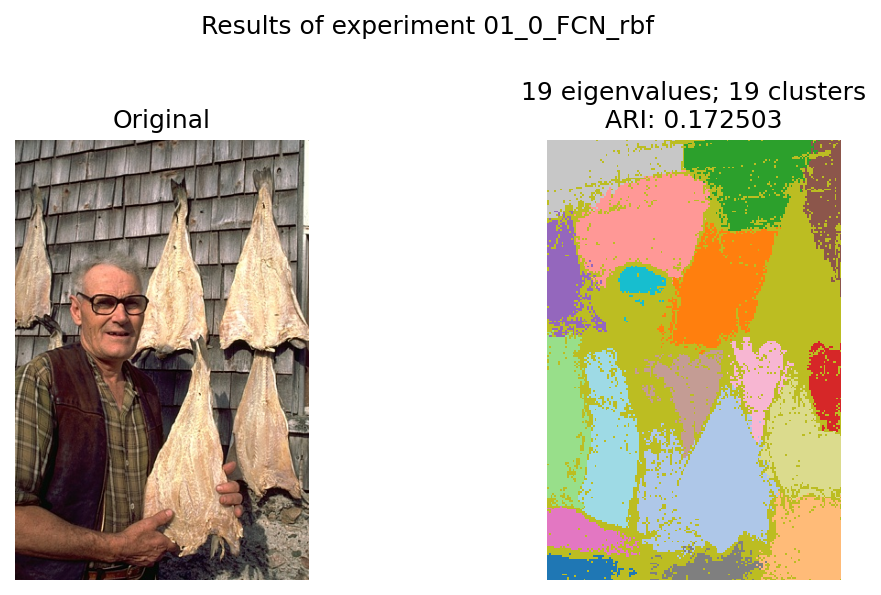 Results of experiment 01_0_FCN_rbf
Original
19 eigenvalues; 19 clusters
ARI: 0.172503